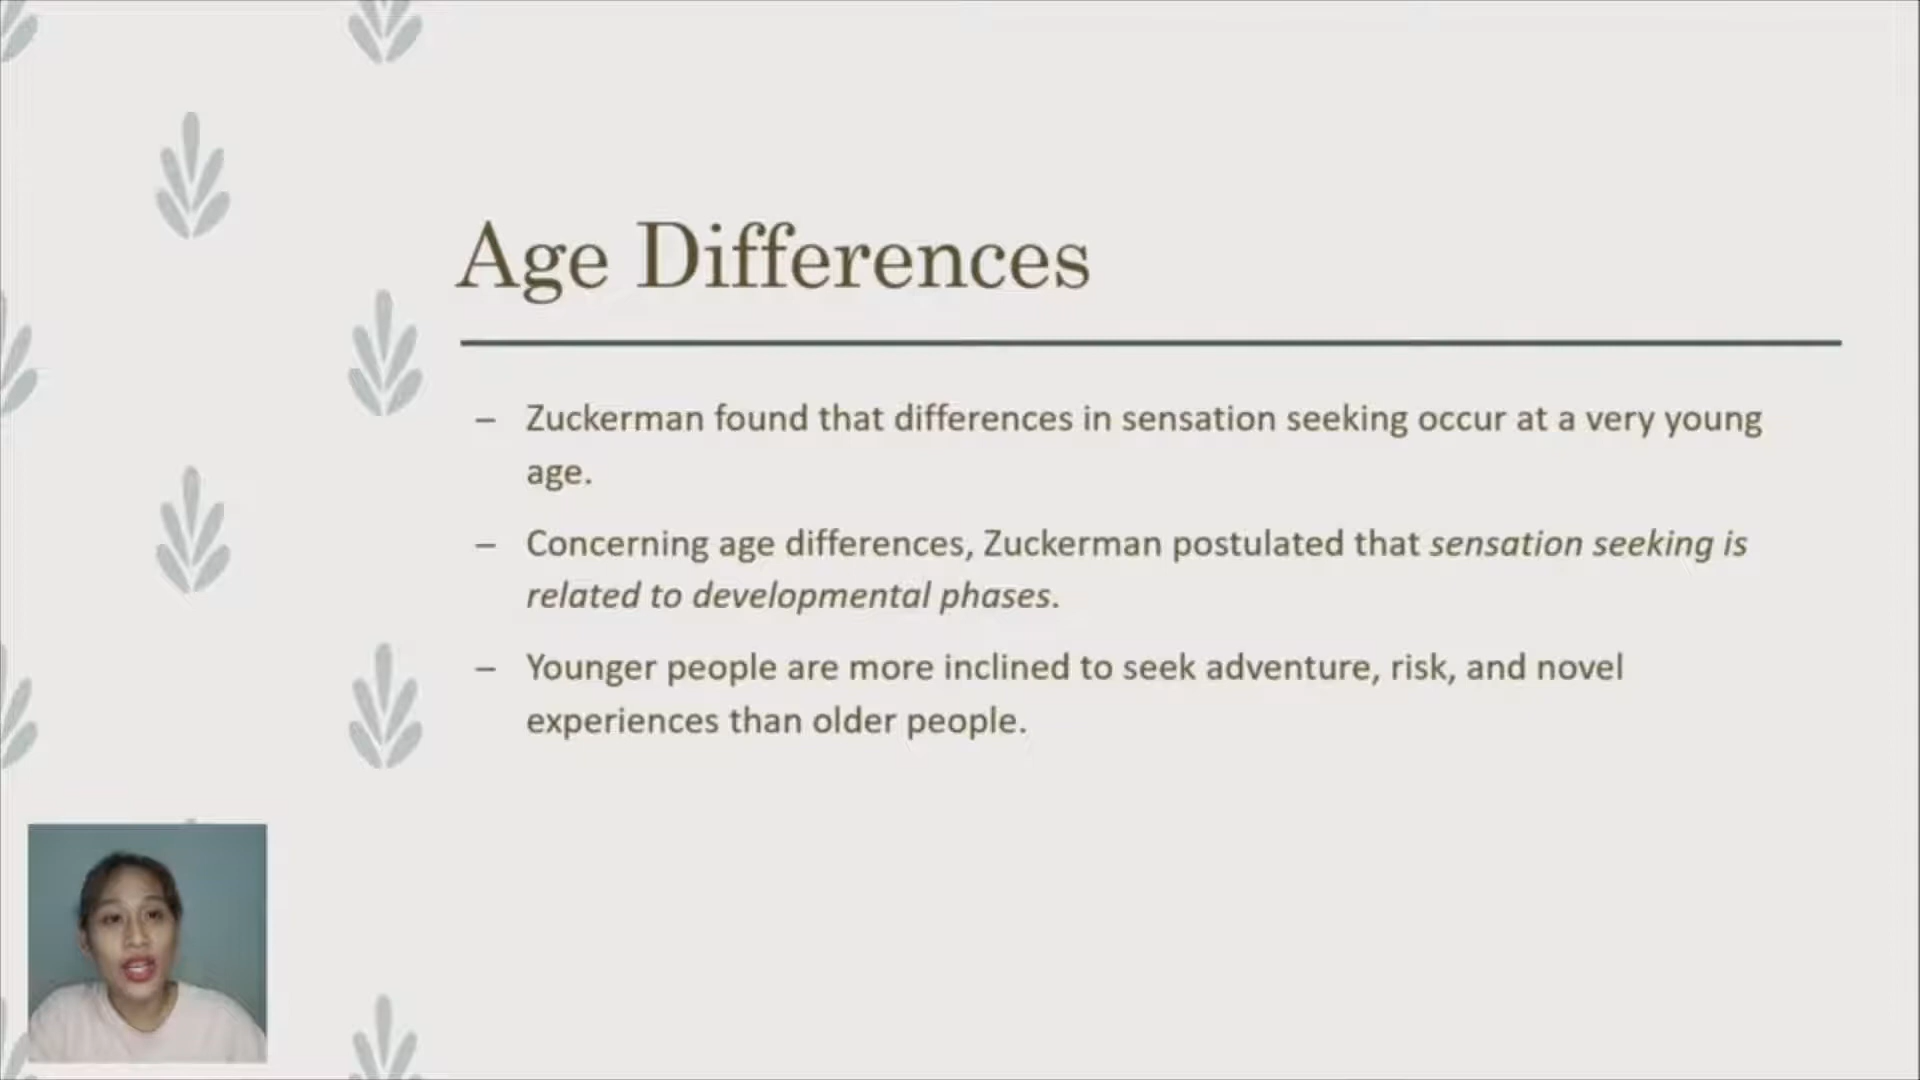 Age Differences
– Zuckerman found that differences in sensation seeking occur at a very young
age.
– Concerning age differences, Zuckerman postulated that sensation seeking is
related to developmental phases.
– Younger people are more inclined to seek adventure, risk, and novel
experiences than older people.